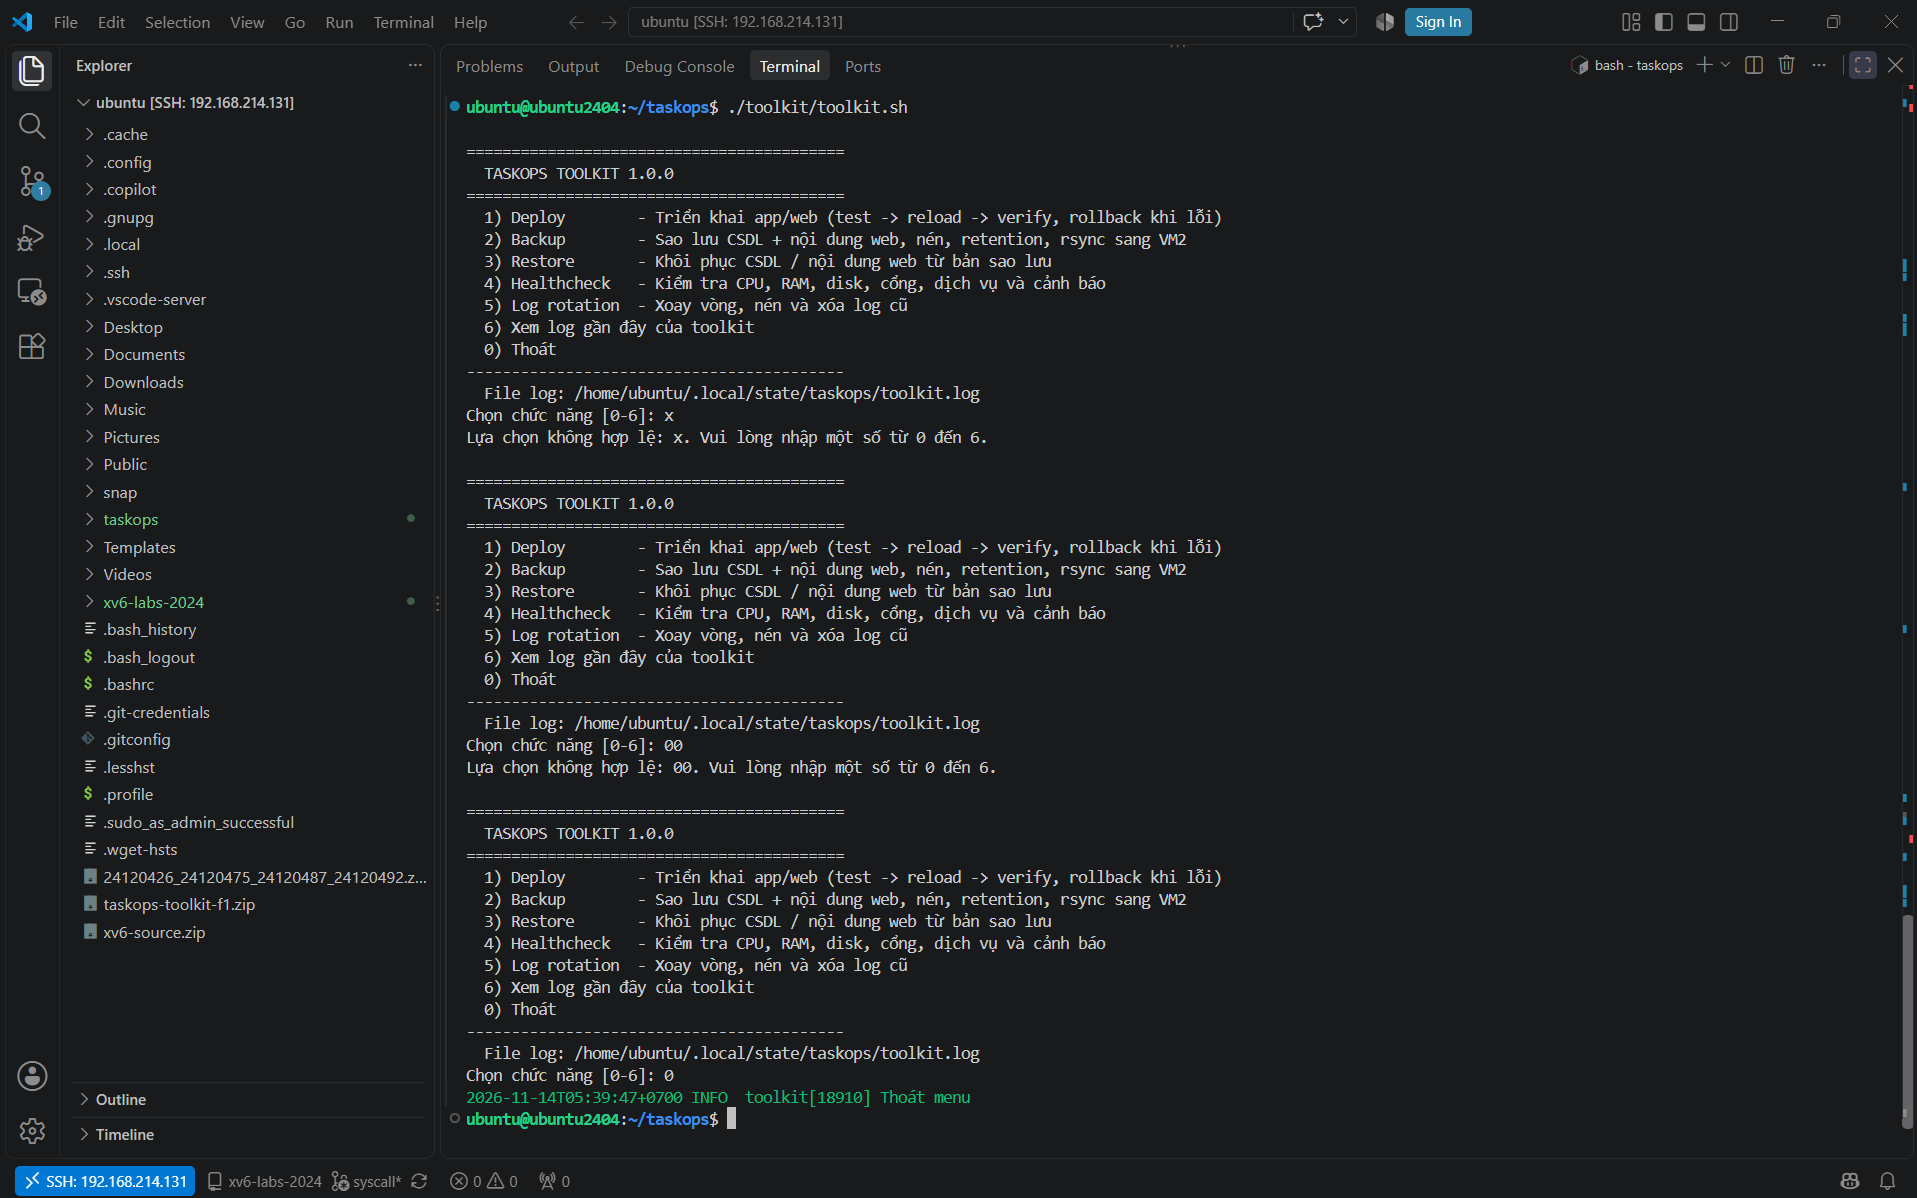 File Edit Selection View Go Run Terminal Help
ubuntu [SSH: 192.168.214.131]
Sign In
Explorer
ubuntu [SSH: 192.168.214.131]
.cache
.config
.copilot
.gnupg
.local
.ssh
.vscode-server
Desktop
Documents
Downloads
Music
Pictures
Public
snap
taskops
Templates
Videos
xv6-labs-2024
.bash_history
$ .bash_logout
$ .bashrc
.git-credentials
.gitconfig
.lesshst
$ .profile
.sudo_as_admin_successful
.wget-hsts
24120426_24120475_24120487_24120492.z...
taskops-toolkit-f1.zip
xv6-source.zip
Outline
Timeline
1
Problems Output Debug Console Terminal Ports
bash - taskops
ubuntu@ubuntu2404:~/taskops$ ./toolkit/toolkit.sh
==========================================
TASKOPS TOOLKIT 1.0.0
==========================================
1) Deploy - Triển khai app/web (test -> reload -> verify, rollback khi lỗi)
2) Backup - Sao lưu CSDL + nội dung web, nén, retention, rsync sang VM2
3) Restore - Khôi phục CSDL / nội dung web từ bản sao lưu
4) Healthcheck - Kiểm tra CPU, RAM, disk, cổng, dịch vụ và cảnh báo
5) Log rotation - Xoay vòng, nén và xóa log cũ
6) Xem log gần đây của toolkit
0) Thoát
------------------------------------------
File log: /home/ubuntu/.local/state/taskops/toolkit.log
Chọn chức năng [0-6]: x
Lựa chọn không hợp lệ: x. Vui lòng nhập một số từ 0 đến 6.
==========================================
TASKOPS TOOLKIT 1.0.0
==========================================
1) Deploy - Triển khai app/web (test -> reload -> verify, rollback khi lỗi)
2) Backup - Sao lưu CSDL + nội dung web, nén, retention, rsync sang VM2
3) Restore - Khôi phục CSDL / nội dung web từ bản sao lưu
4) Healthcheck - Kiểm tra CPU, RAM, disk, cổng, dịch vụ và cảnh báo
5) Log rotation - Xoay vòng, nén và xóa log cũ
6) Xem log gần đây của toolkit
0) Thoát
------------------------------------------
File log: /home/ubuntu/.local/state/taskops/toolkit.log
Chọn chức năng [0-6]: 00
Lựa chọn không hợp lệ: 00. Vui lòng nhập một số từ 0 đến 6.
==========================================
TASKOPS TOOLKIT 1.0.0
==========================================
1) Deploy - Triển khai app/web (test -> reload -> verify, rollback khi lỗi)
2) Backup - Sao lưu CSDL + nội dung web, nén, retention, rsync sang VM2
3) Restore - Khôi phục CSDL / nội dung web từ bản sao lưu
4) Healthcheck - Kiểm tra CPU, RAM, disk, cổng, dịch vụ và cảnh báo
5) Log rotation - Xoay vòng, nén và xóa log cũ
6) Xem log gần đây của toolkit
0) Thoát
------------------------------------------
File log: /home/ubuntu/.local/state/taskops/toolkit.log
Chọn chức năng [0-6]: 0
2026-11-14T05:39:47+0700 INFO toolkit[18910] Thoát menu
ubuntu@ubuntu2404:~/taskops$
SSH: 192.168.214.131 xv6-labs-2024 syscall* 0 0 0